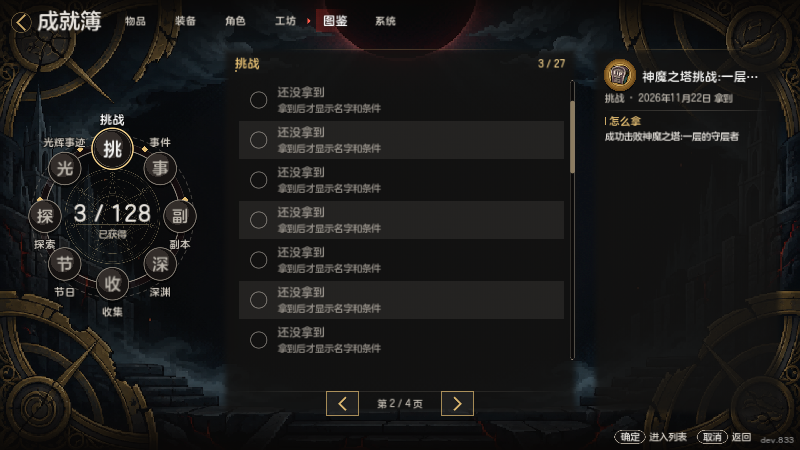 成就簿
物品
装备
角色
工坊
图鉴
系统
挑战
光辉事迹
事件
挑
光
事
探
3 / 128
副
已获得
探索
副本
节
深
收
节日
深渊
收集
挑战
3 / 27
还没拿到
拿到后才显示名字和条件
还没拿到
拿到后才显示名字和条件
还没拿到
拿到后才显示名字和条件
还没拿到
拿到后才显示名字和条件
还没拿到
拿到后才显示名字和条件
还没拿到
拿到后才显示名字和条件
还没拿到
拿到后才显示名字和条件
第 2 / 4 页
神魔之塔挑战:一层…
挑战 · 2026年11月22日 拿到
怎么拿
成功击败神魔之塔:一层的守层者
确定 进入列表 取消 返回
dev.833